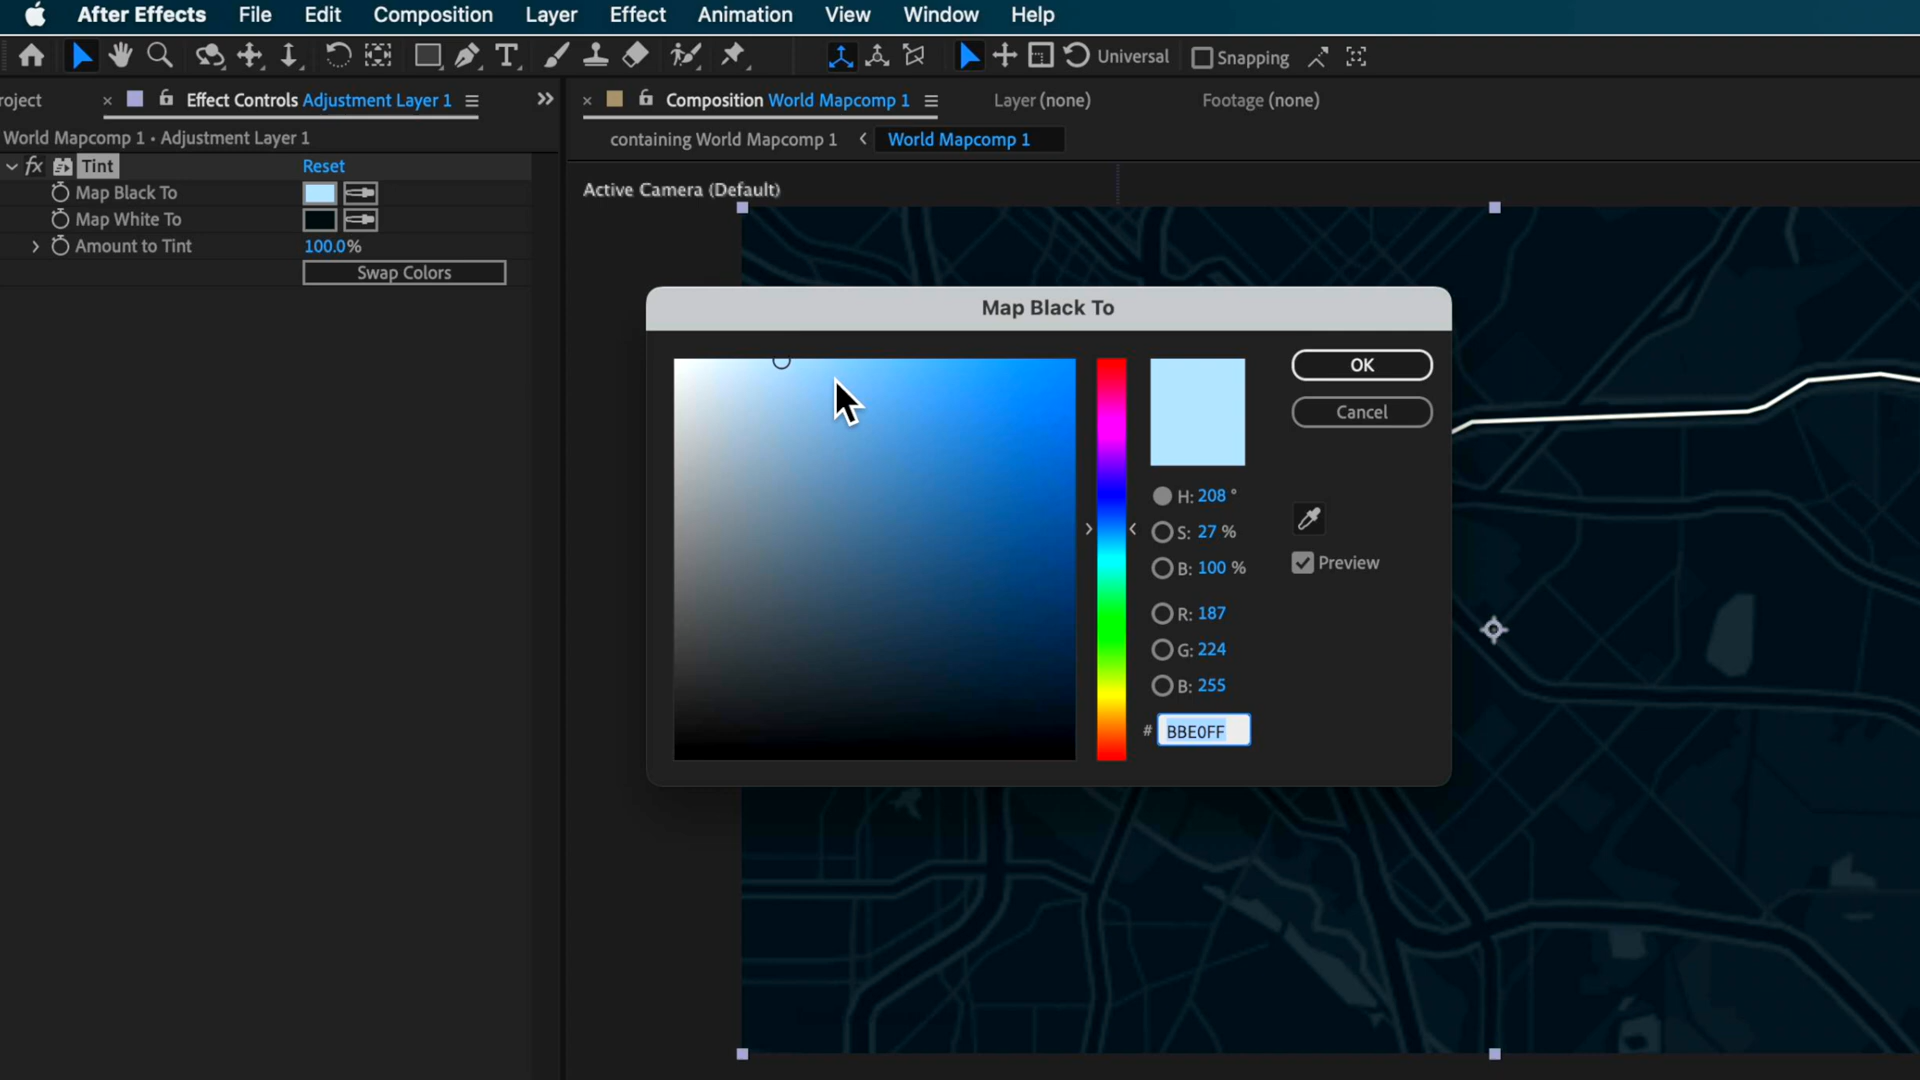 After Effects File Edit Composition Layer Effect Animation View Window Help
Universal Snapping
roject × Effect Controls Adjustment Layer 1 × Composition World Mapcomp 1 Layer (none) Footage (none)
World Mapcomp 1 • Adjustment Layer 1
containing World Mapcomp 1 < World Mapcomp 1
fx Tint Reset
Map Black To
Map White To
Amount to Tint 100.0%
Swap Colors
Active Camera (Default)
Map Black To
OK
Cancel
H: 208 °
S: 27 %
B: 100 %
Preview
R: 187
G: 224
B: 255
# BBE0FF